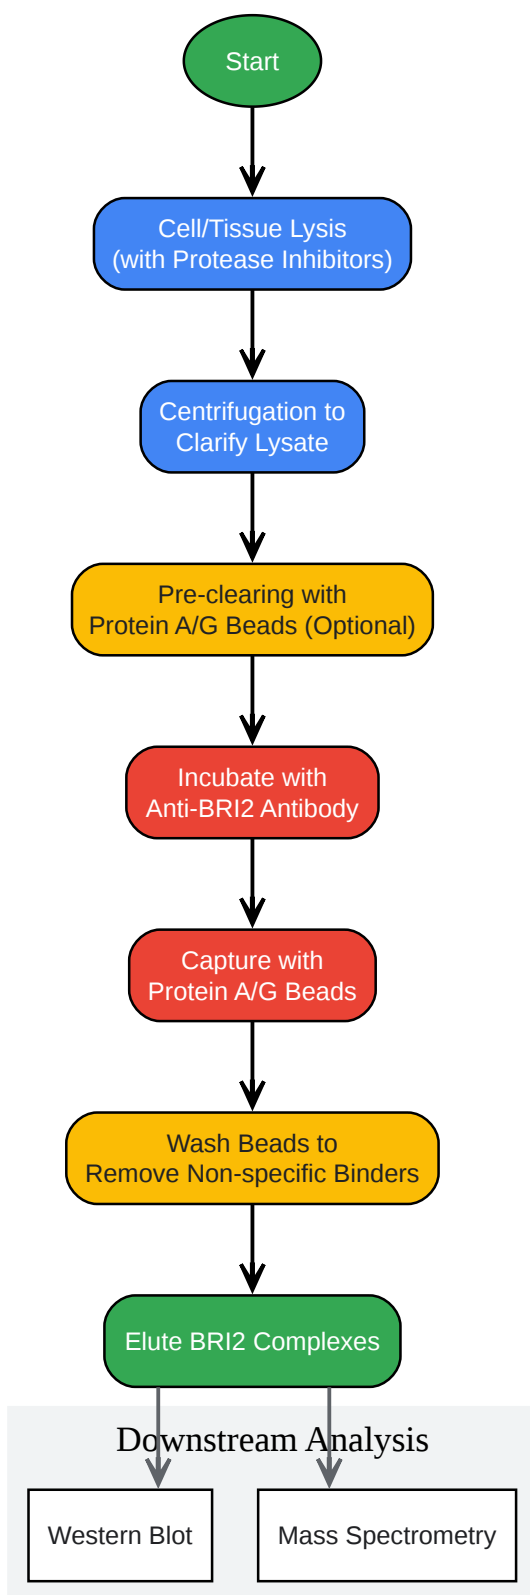 Start
Cell/Tissue Lysis
(with Protease Inhibitors)
Centrifugation to
Clarify Lysate
Pre-clearing with
Protein A/G Beads (Optional)
Incubate with
Anti-BRI2 Antibody
Capture with
Protein A/G Beads
Wash Beads to
Remove Non-specific Binders
Elute BRI2 Complexes
Downstream Analysis
Western Blot
Mass Spectrometry